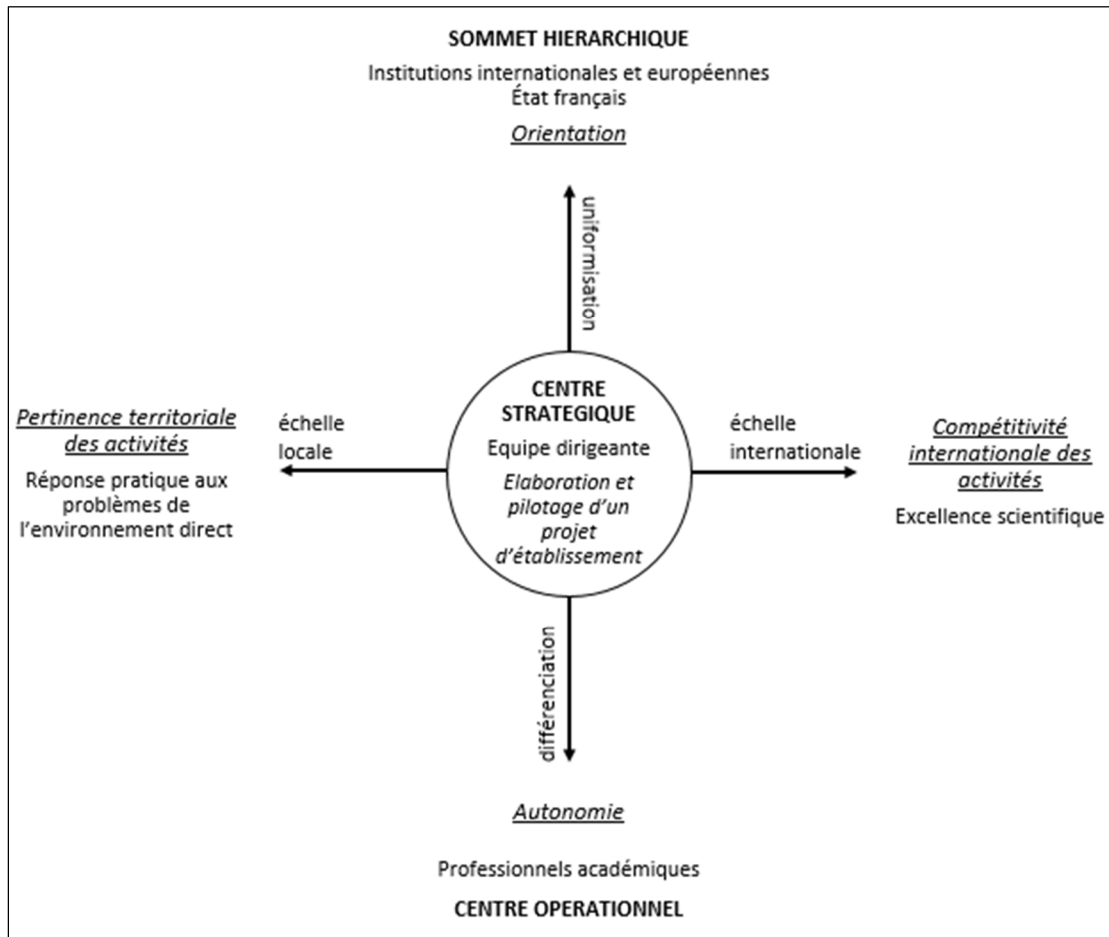 SOMMET HIERARCHIQUE
Institutions internationales et européennes
État français
Orientation
uniformisation
Pertinence territoriale
des activités
Réponse pratique aux
problèmes de
l'environnement direct
échelle
locale
CENTRE
STRATEGIQUE
Equipe dirigeante
Elaboration et
pilotage d'un
projet
d'établissement
échelle
internationale
Compétitivité
internationale des
activités
Excellence scientifique
différenciation
Autonomie
Professionnels académiques
CENTRE OPERATIONNEL